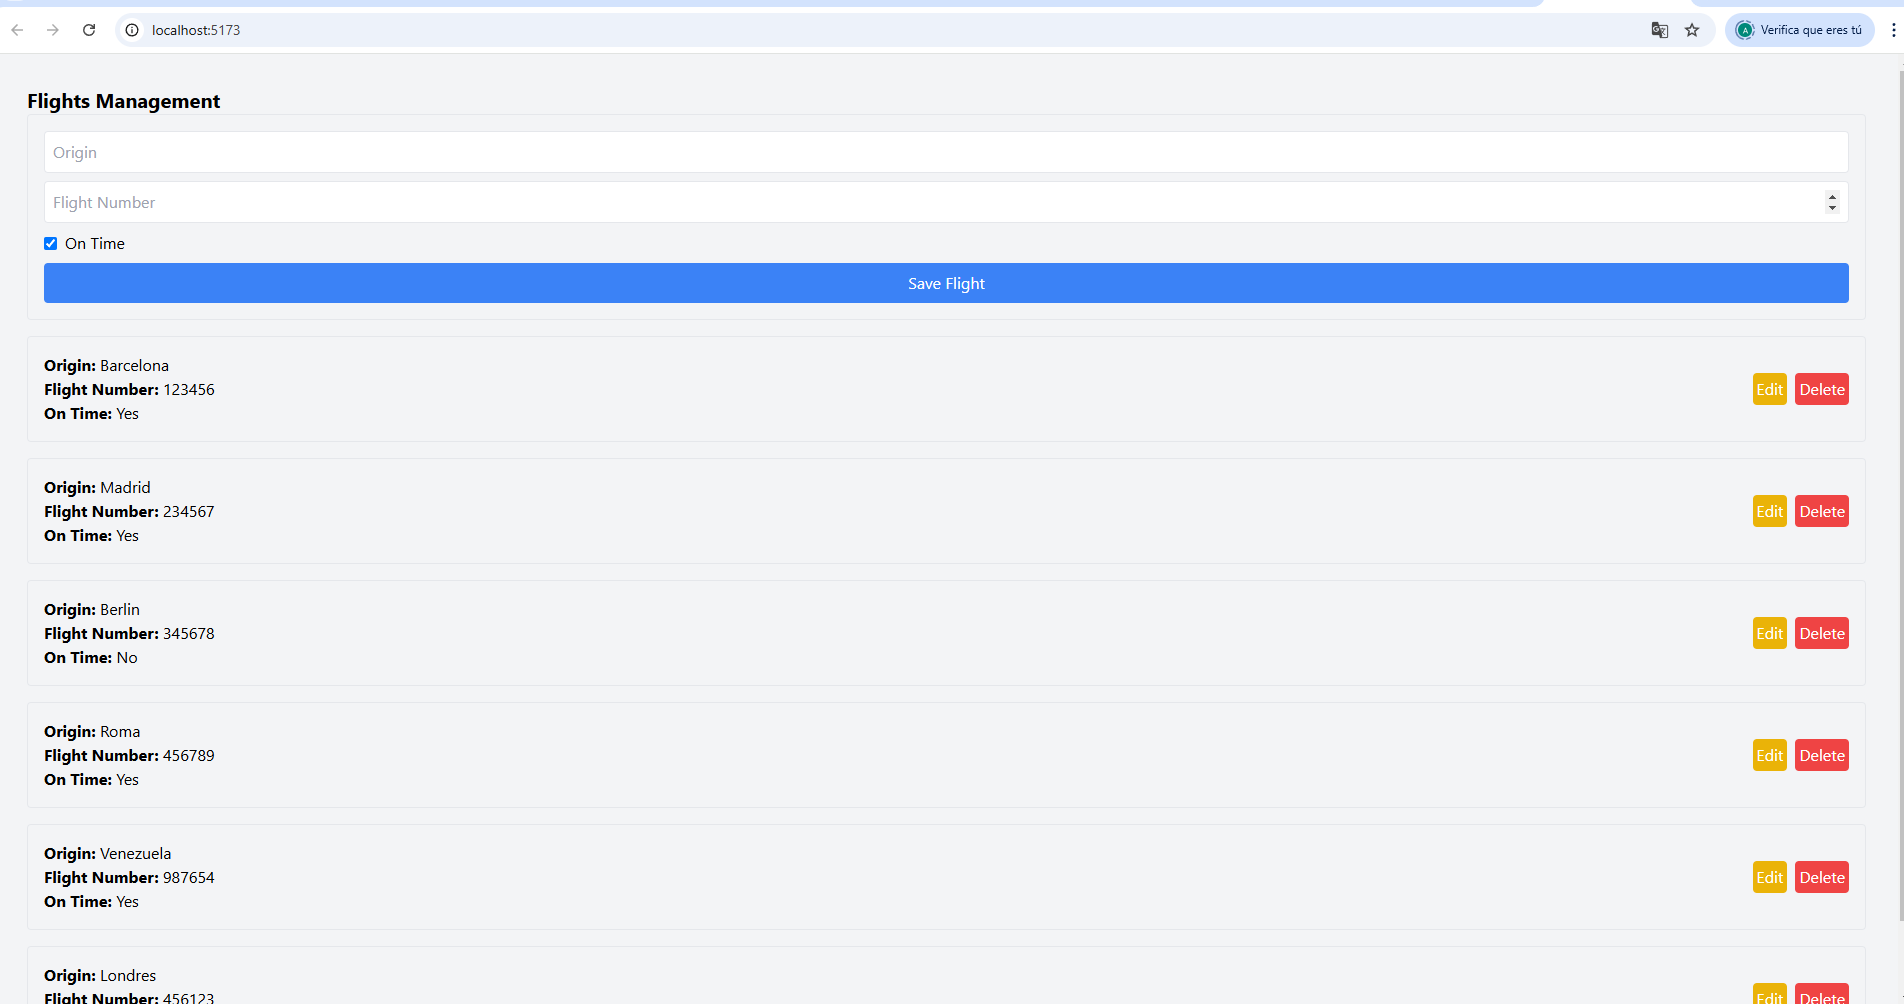 localhost:5173
Verifica que eres tú
Flights Management
Origin
Flight Number
On Time
Save Flight
Origin: Barcelona
Flight Number: 123456
On Time: Yes
Edit Delete
Origin: Madrid
Flight Number: 234567
On Time: Yes
Edit Delete
Origin: Berlin
Flight Number: 345678
On Time: No
Edit Delete
Origin: Roma
Flight Number: 456789
On Time: Yes
Edit Delete
Origin: Venezuela
Flight Number: 987654
On Time: Yes
Edit Delete
Origin: Londres
Flight Number: 456123
Edit Delete